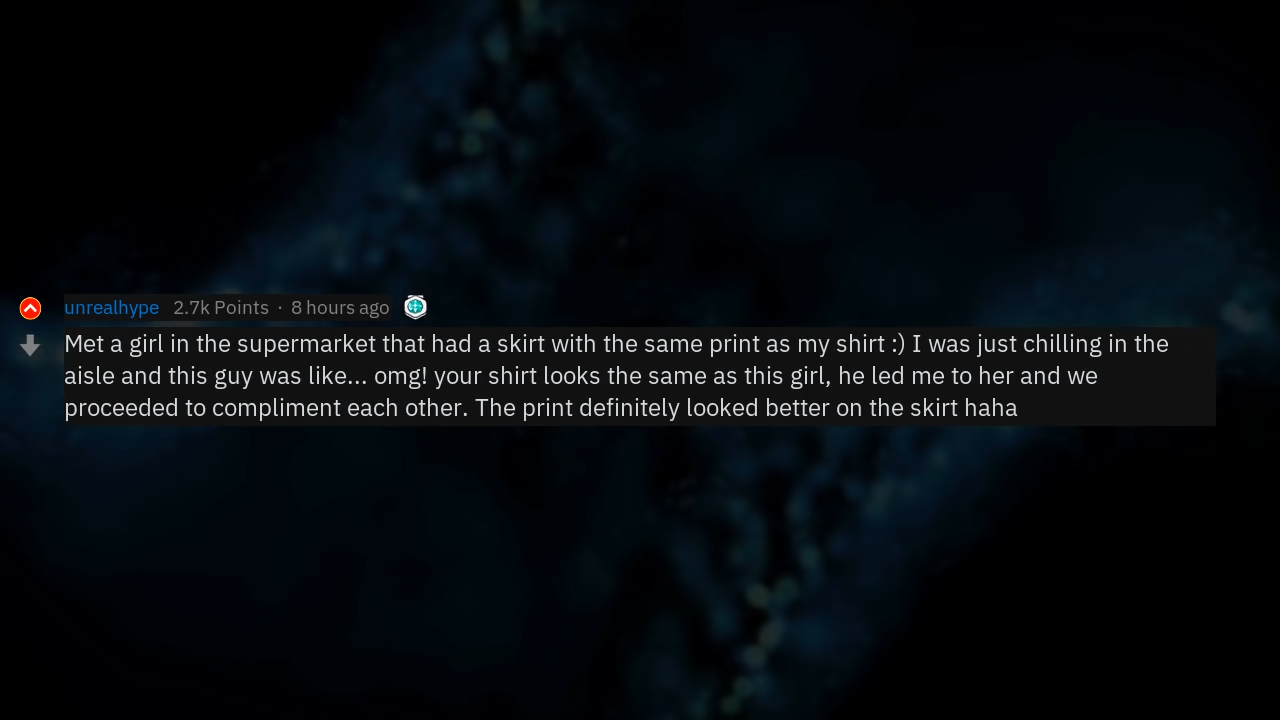 unrealhype 2.7k Points · 8 hours ago
Met a girl in the supermarket that had a skirt with the same print as my shirt :) I was just chilling in the
aisle and this guy was like... omg! your shirt looks the same as this girl, he led me to her and we
proceeded to compliment each other. The print definitely looked better on the skirt haha